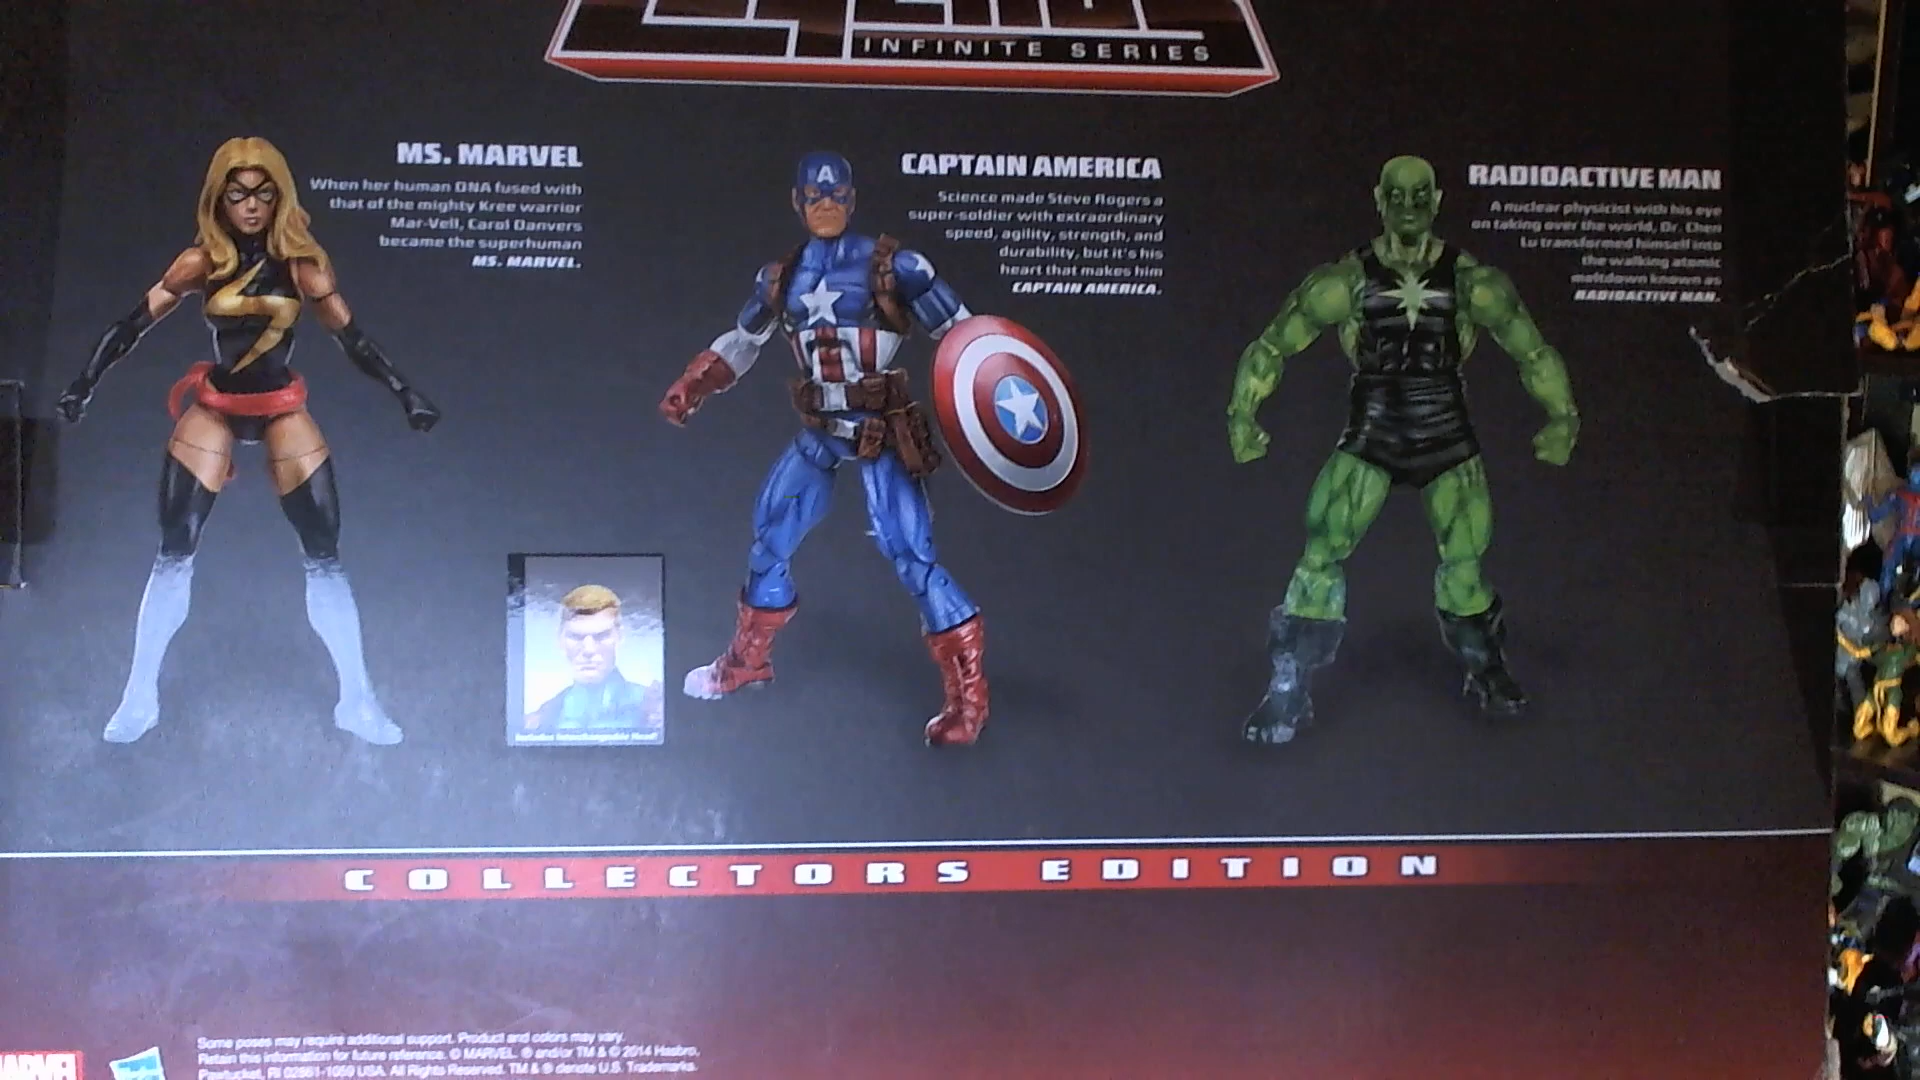 INFINITE SERIES
MS. MARVEL
When her human DNA fused with
that of the mighty Kree warrior
Mar-Vell, Carol Danvers
became the superhuman
MS. MARVEL.
CAPTAIN AMERICA
Science made Steve Rogers a
super-soldier with extraordinary
speed, agility, strength, and
durability, but it's his
heart that makes him
CAPTAIN AMERICA.
A
RADIOACTIVE MAN
A nuclear physicist with his eye
on taking over the world, Dr. Chen
Lu transformed himself into
the walking atomic
meltdown known as
RADIOACTIVE MAN.
Includes Interchangeable Head!
COLLECTORS EDITION
MARVEL
Some poses may require additional support. Product and colors may vary.
Retain this information for future reference. © MARVEL. ® and/or TM & © 2014 Hasbro,
Pawtucket, RI 02861-1059 USA. All Rights Reserved. TM & ® denote U.S. Trademarks.